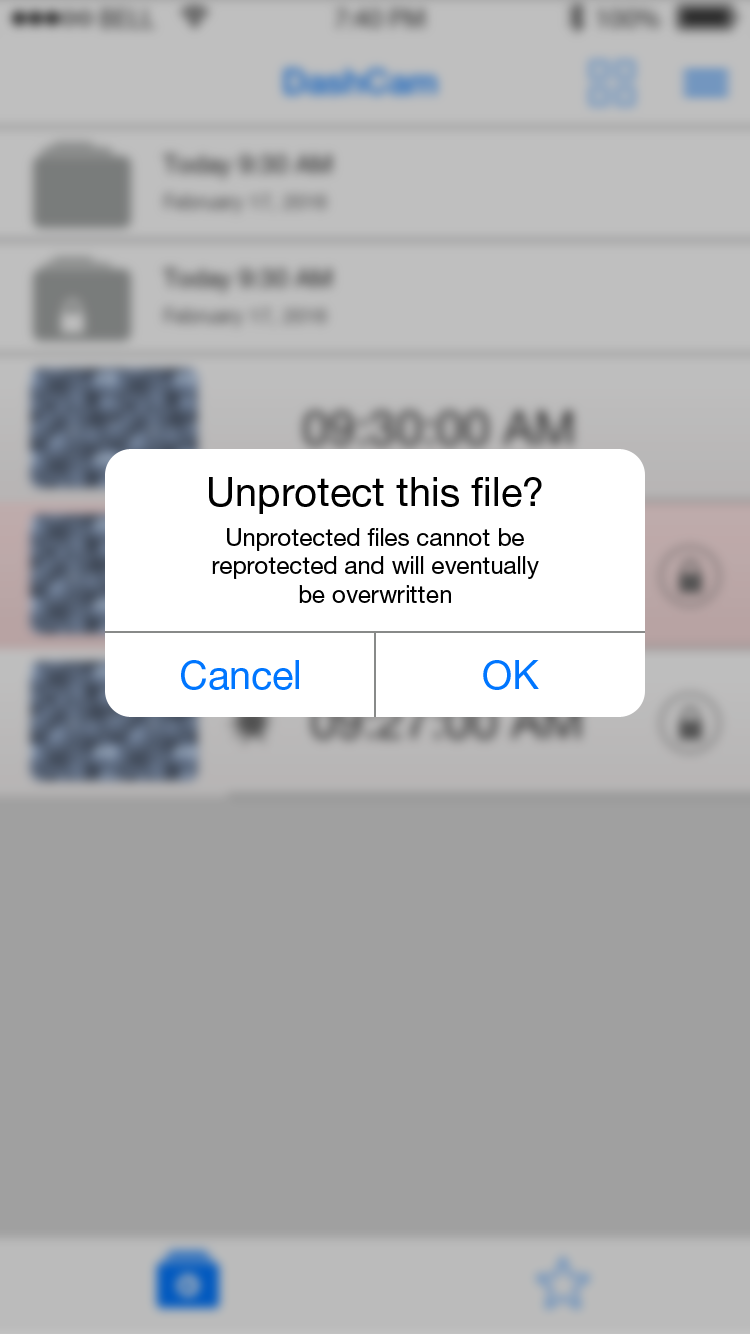 BELL 7:40 PM 100%
DashCam
Today 9:30 AM
February 17, 2016
Today 9:30 AM
February 17, 2016
09:30:00 AM
Unprotect this file?
Unprotected files cannot be
reprotected and will eventually
be overwritten
Cancel OK
09:27:00 AM